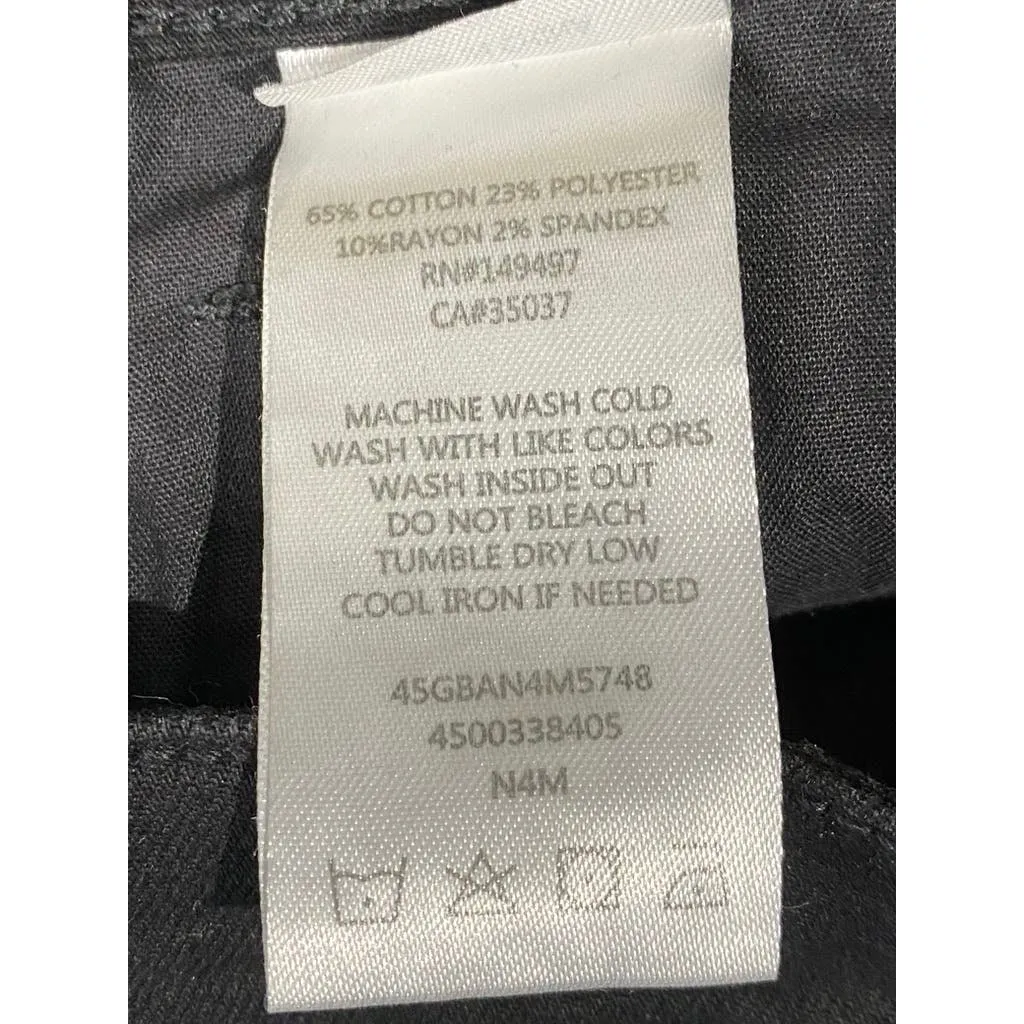 65% COTTON 23% POLYESTER
10%RAYON 2% SPANDEX
RN#149497
CA#35037
MACHINE WASH COLD
WASH WITH LIKE COLORS
WASH INSIDE OUT
DO NOT BLEACH
TUMBLE DRY LOW
COOL IRON IF NEEDED
45GBAN4M5748
4500338405
N4M